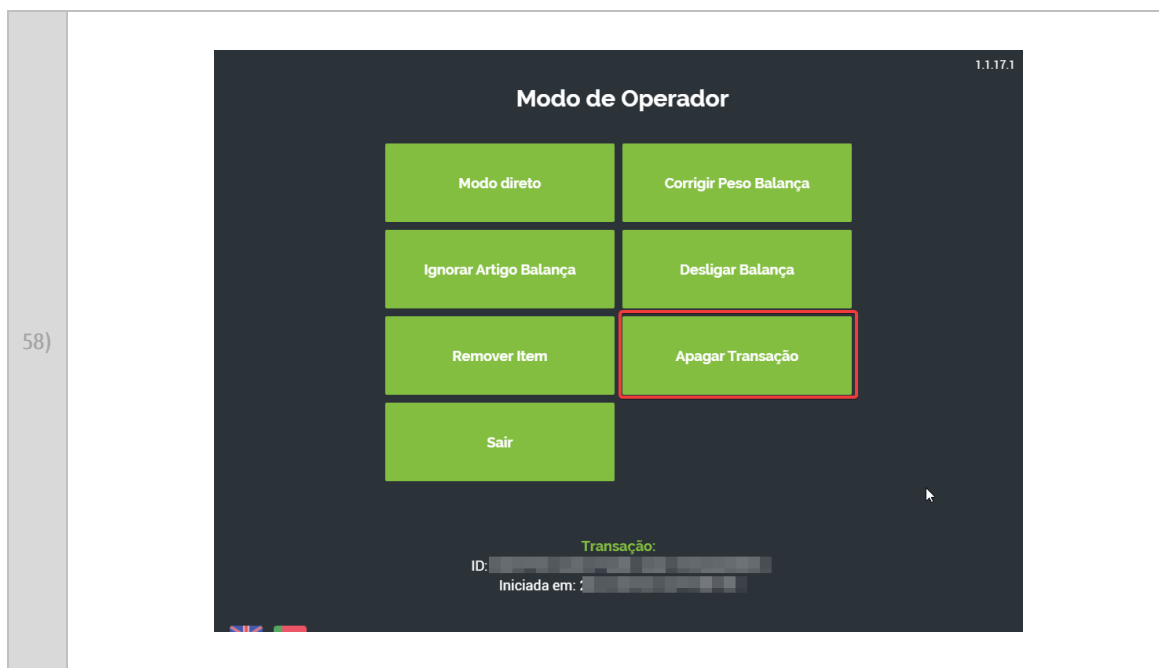 1.1.17.1
Modo de Operador
Modo direto
Corrigir Peso Balança
Ignorar Artigo Balança
Desligar Balança
58)
Remover Item
Apagar Transação
Sair
Transação:
ID:
Iniciada em: